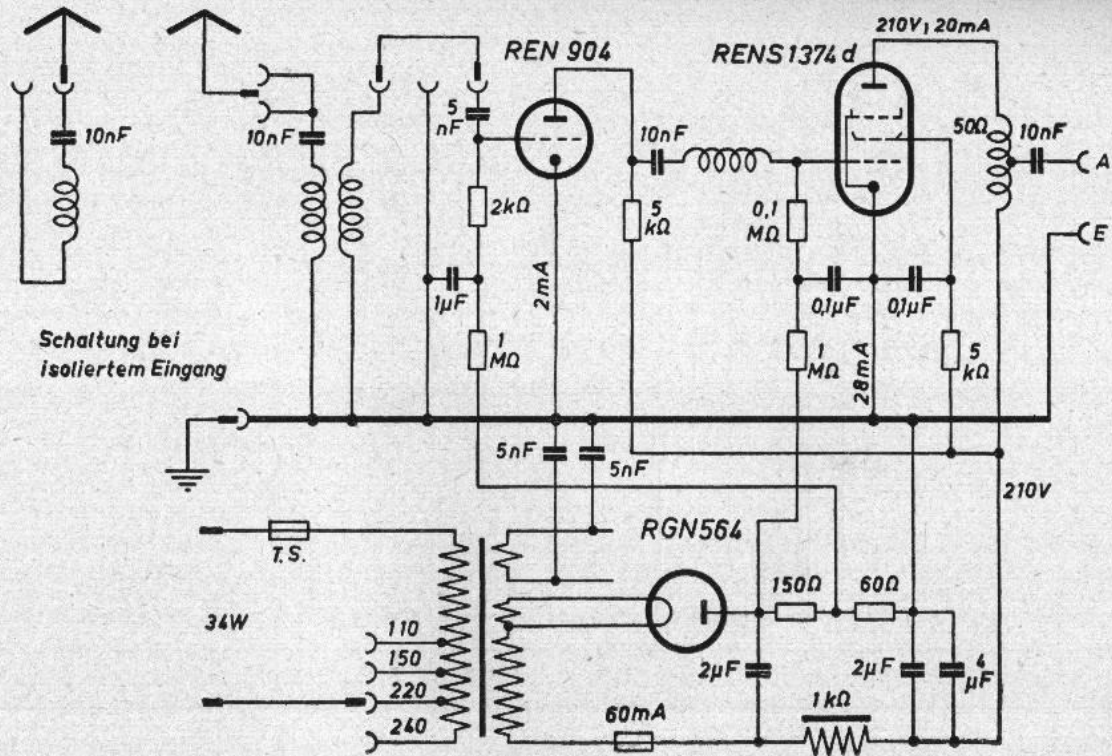 210V; 20mA
REN 904
RENS 1374 d
10nF
10nF
5
nF
10nF
50Ω
10nF
A
2kΩ
5
kΩ
0,1
MΩ
E
1µF
2mA
0,1µF
0,1µF
Schaltung bei
isoliertem Eingang
1
MΩ
1
MΩ
28mA
5
kΩ
5nF
5nF
210V
T.S.
RGN564
150Ω
60Ω
34W
110
150
220
240
2µF
2µF
4
µF
60mA
1kΩ